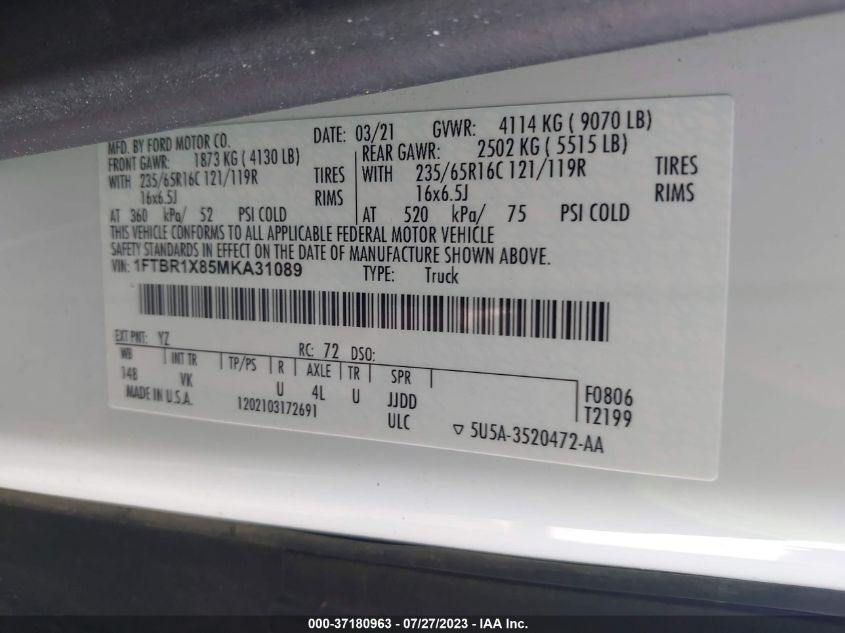 MFD. BY FORD MOTOR CO. DATE: 03/21 GVWR: 4114 KG ( 9070 LB)
FRONT GAWR: 1873 KG ( 4130 LB) REAR GAWR: 2502 KG ( 5515 LB)
WITH 235/65R16C 121/119R TIRES WITH 235/65R16C 121/119R TIRES
16x6.5J RIMS 16x6.5J RIMS
AT 360 kPa/ 52 PSI COLD AT 520 kPa/ 75 PSI COLD
THIS VEHICLE CONFORMS TO ALL APPLICABLE FEDERAL MOTOR VEHICLE
SAFETY STANDARDS IN EFFECT ON THE DATE OF MANUFACTURE SHOWN ABOVE.
VIN: 1FTBR1X85MKA31089 TYPE: Truck
EXT PNT: YZ RC: 72 DSO:
WB INT TR TP/PS R AXLE TR SPR
148 VK U 4L U JJDD F0806
MADE IN U.S.A. 1202103172691 ULC T2199
▽ 5U5A-3520472-AA
000-37180963 - 07/27/2023 - IAA Inc.